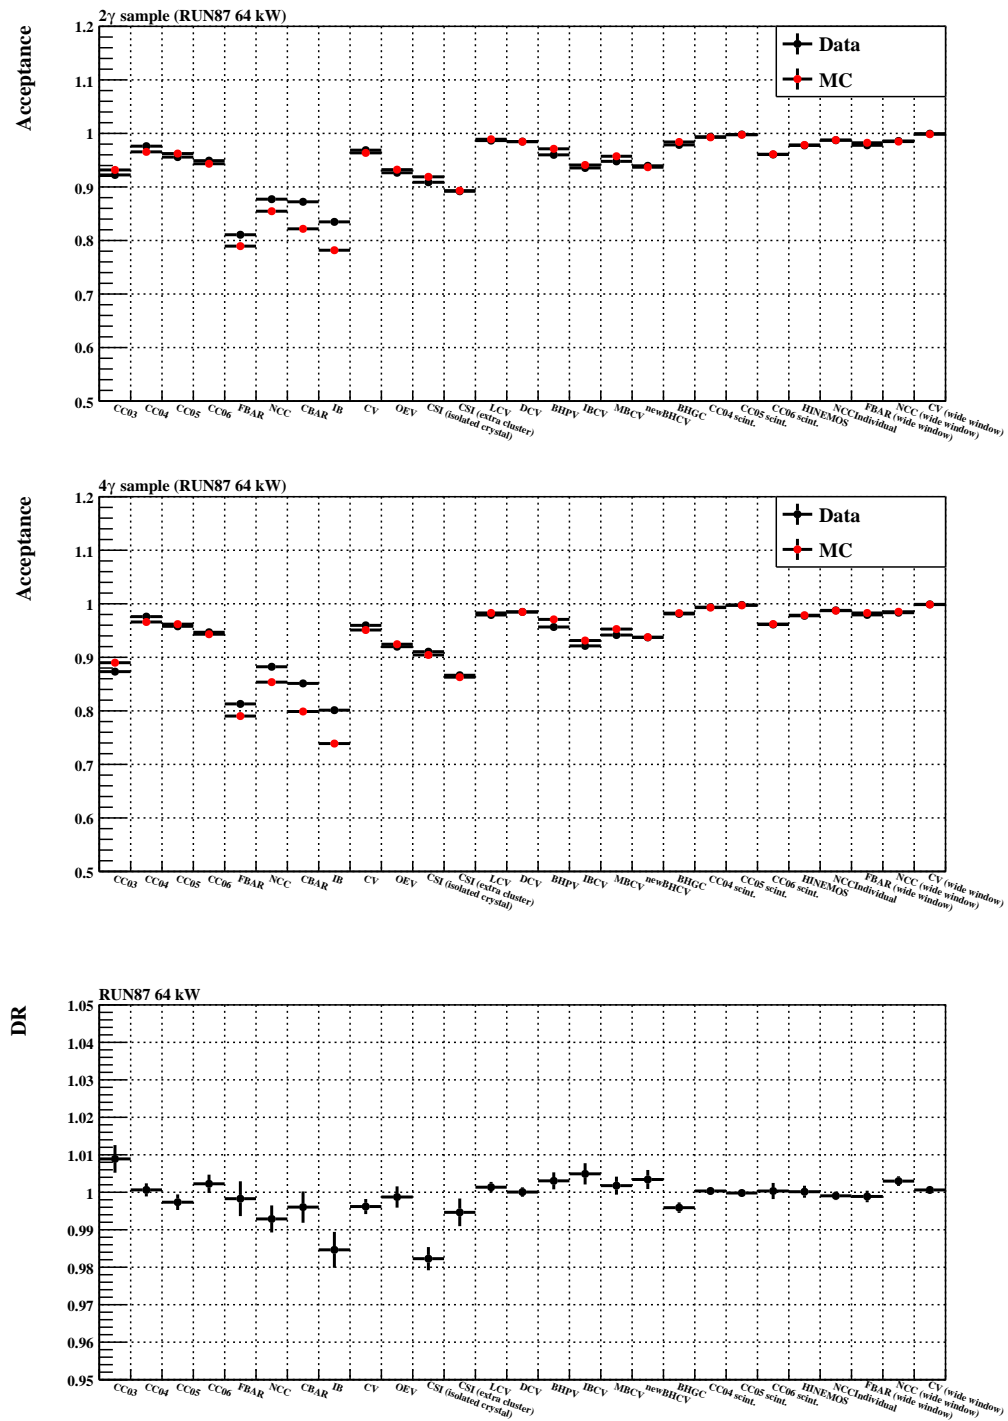 2γ sample (RUN87 64 kW)
Acceptance
1.2
1.1
1
0.9
0.8
0.7
0.6
0.5
Data
MC
CC03
CC04
CC05
CC06
FBAR
NCC
CBAR
IB
CV
OEV
CSI (isolated crystal)
CSI (extra cluster)
LCV
DCV
BHPV
IBCV
MBCV
newBHCV
BHGC
CC04 scint.
CC05 scint.
CC06 scint.
HINEMOS
NCCIndividual
FBAR (wide window)
NCC (wide window)
CV (wide window)
4γ sample (RUN87 64 kW)
Acceptance
1.2
1.1
1
0.9
0.8
0.7
0.6
0.5
Data
MC
CC03
CC04
CC05
CC06
FBAR
NCC
CBAR
IB
CV
OEV
CSI (isolated crystal)
CSI (extra cluster)
LCV
DCV
BHPV
IBCV
MBCV
newBHCV
BHGC
CC04 scint.
CC05 scint.
CC06 scint.
HINEMOS
NCCIndividual
FBAR (wide window)
NCC (wide window)
CV (wide window)
RUN87 64 kW
DR
1.05
1.04
1.03
1.02
1.01
1
0.99
0.98
0.97
0.96
0.95
CC03
CC04
CC05
CC06
FBAR
NCC
CBAR
IB
CV
OEV
CSI (isolated crystal)
CSI (extra cluster)
LCV
DCV
BHPV
IBCV
MBCV
newBHCV
BHGC
CC04 scint.
CC05 scint.
CC06 scint.
HINEMOS
NCCIndividual
FBAR (wide window)
NCC (wide window)
CV (wide window)